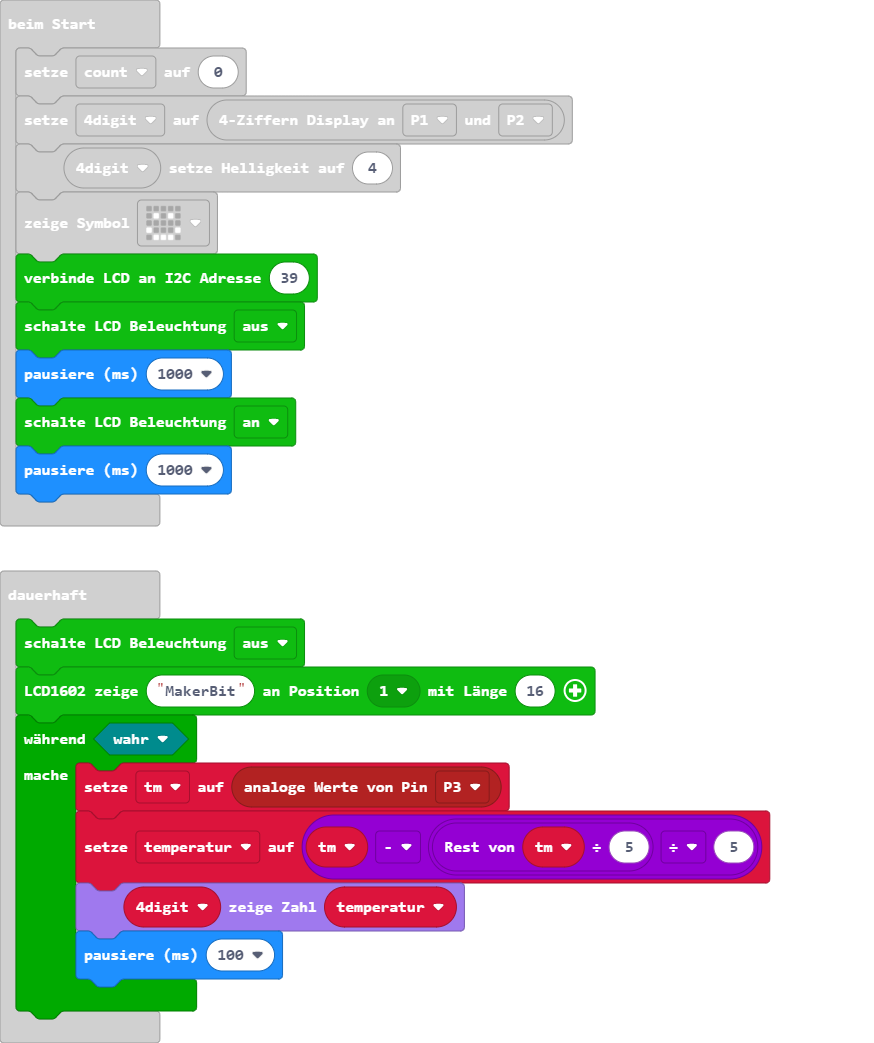 beim Start
setze count auf 0
setze 4digit auf 4-Ziffern Display an P1 und P2
4digit setze Helligkeit auf 4
zeige Symbol
verbinde LCD an I2C Adresse 39
schalte LCD Beleuchtung aus
pausiere (ms) 1000
schalte LCD Beleuchtung an
pausiere (ms) 1000
dauerhaft
schalte LCD Beleuchtung aus
LCD1602 zeige "MakerBit" an Position 1 mit Länge 16
während wahr
mache
setze tm auf analoge Werte von Pin P3
setze temperatur auf tm - Rest von tm ÷ 5 ÷ 5
4digit zeige Zahl temperatur
pausiere (ms) 100